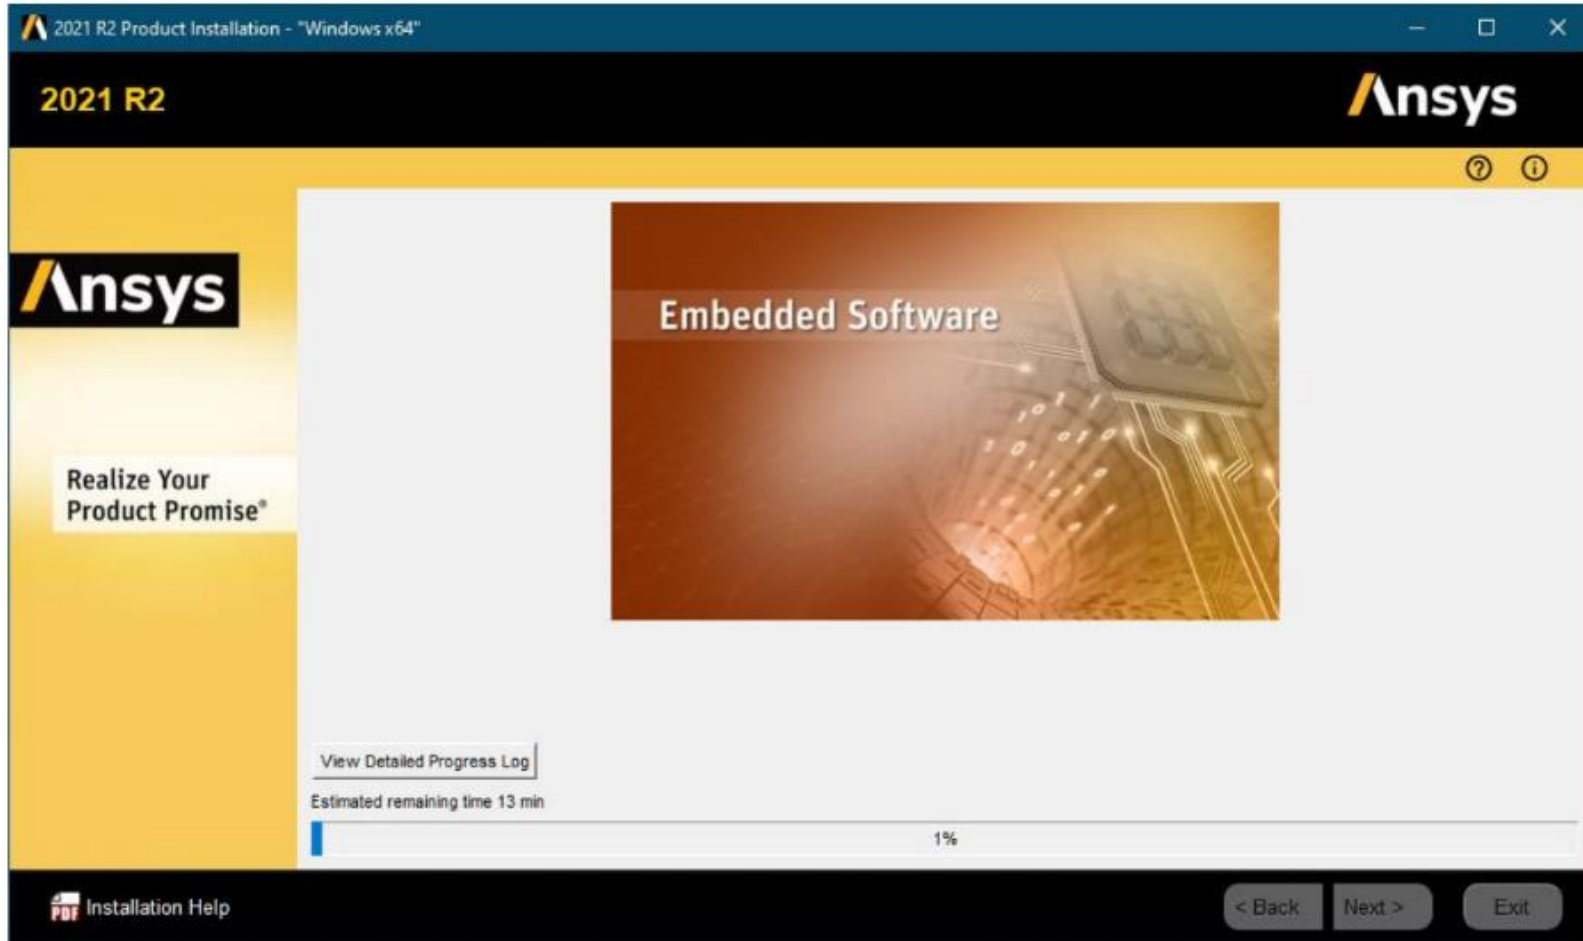 2021 R2 Product Installation - "Windows x64"
2021 R2
Ansys
Ansys
Embedded Software
Realize Your
Product Promise®
View Detailed Progress Log
Estimated remaining time 13 min
1%
PDF Installation Help
< Back Next > Exit